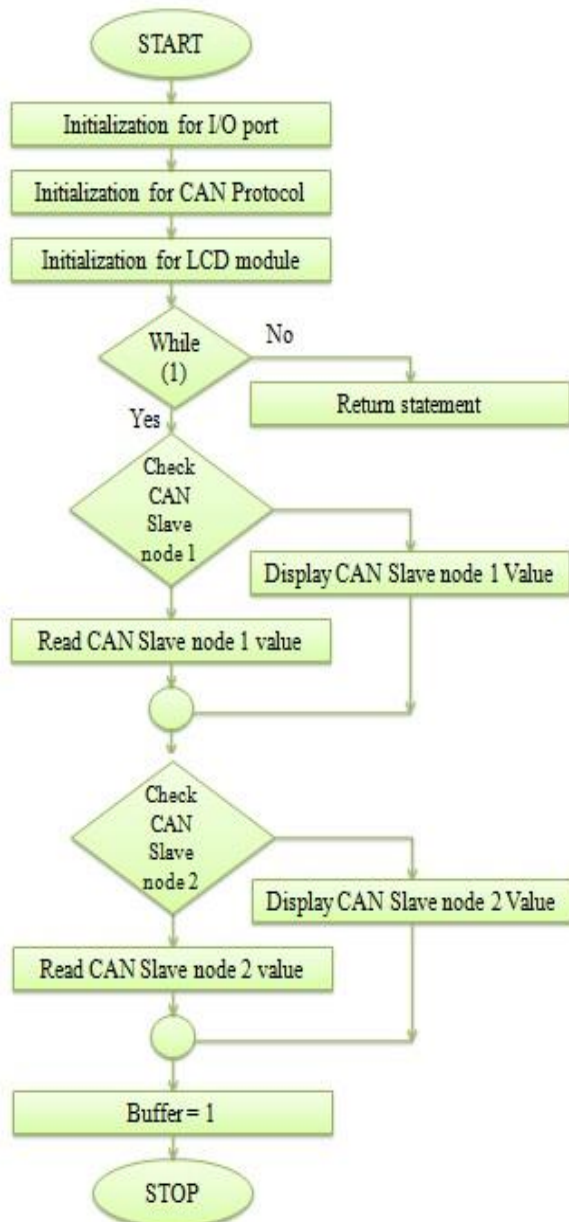 START
Initialization for I/O port
Initialization for CAN Protocol
Initialization for LCD module
While
(1)
No
Return statement
Yes
Check
CAN
Slave
node 1
Display CAN Slave node 1 Value
Read CAN Slave node 1 value
Check
CAN
Slave
node 2
Display CAN Slave node 2 Value
Read CAN Slave node 2 value
Buffer = 1
STOP